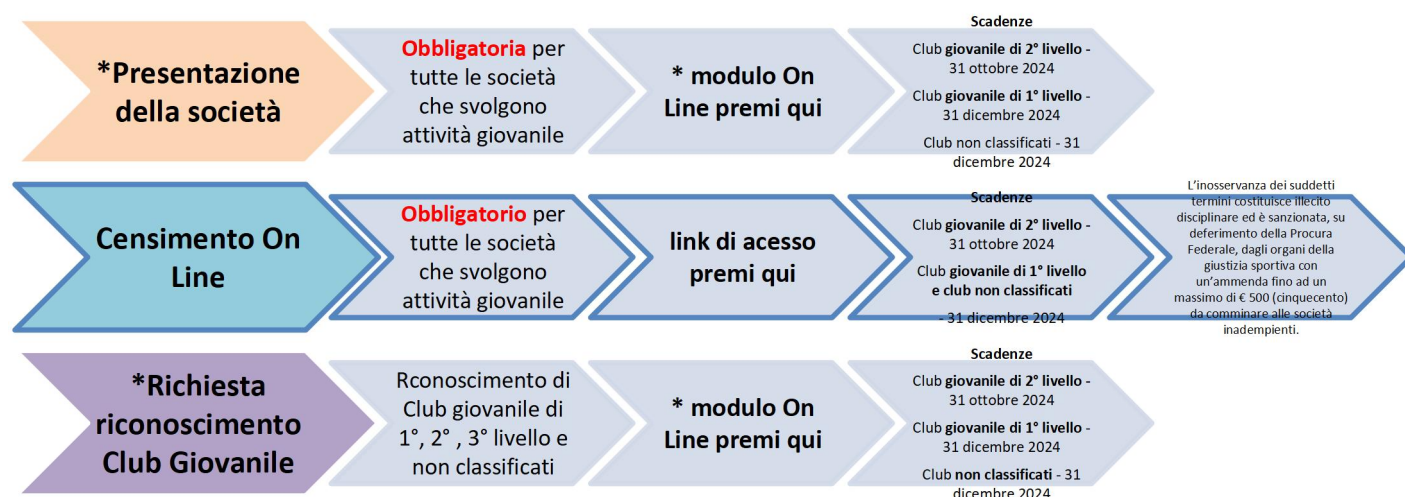 *Presentazione
della società
Obbligatoria per
tutte le società
che svolgono
attività giovanile
* modulo On
Line premi qui
Scadenze
Club giovanile di 2° livello -
31 ottobre 2024
Club giovanile di 1° livello -
31 dicembre 2024
Club non classificati - 31
dicembre 2024
Censimento On
Line
Obbligatorio per
tutte le società
che svolgono
attività giovanile
link di acesso
premi qui
Scadenze
Club giovanile di 2° livello -
31 ottobre 2024
Club giovanile di 1° livello
e club non classificati
- 31 dicembre 2024
L'inosservanza dei suddetti
termini costituisce illecito
disciplinare ed è sanzionata, su
deferimento della Procura
Federale, dagli organi della
giustizia sportiva con
un'ammenda fino ad un
massimo di € 500 (cinquecento)
da comminare alle società
inadempienti.
*Richiesta
riconoscimento
Club Giovanile
Rconoscimento di
Club giovanile di
1°, 2° , 3° livello e
non classificati
* modulo On
Line premi qui
Scadenze
Club giovanile di 2° livello -
31 ottobre 2024
Club giovanile di 1° livello -
31 dicembre 2024
Club non classificati - 31
dicembre 2024